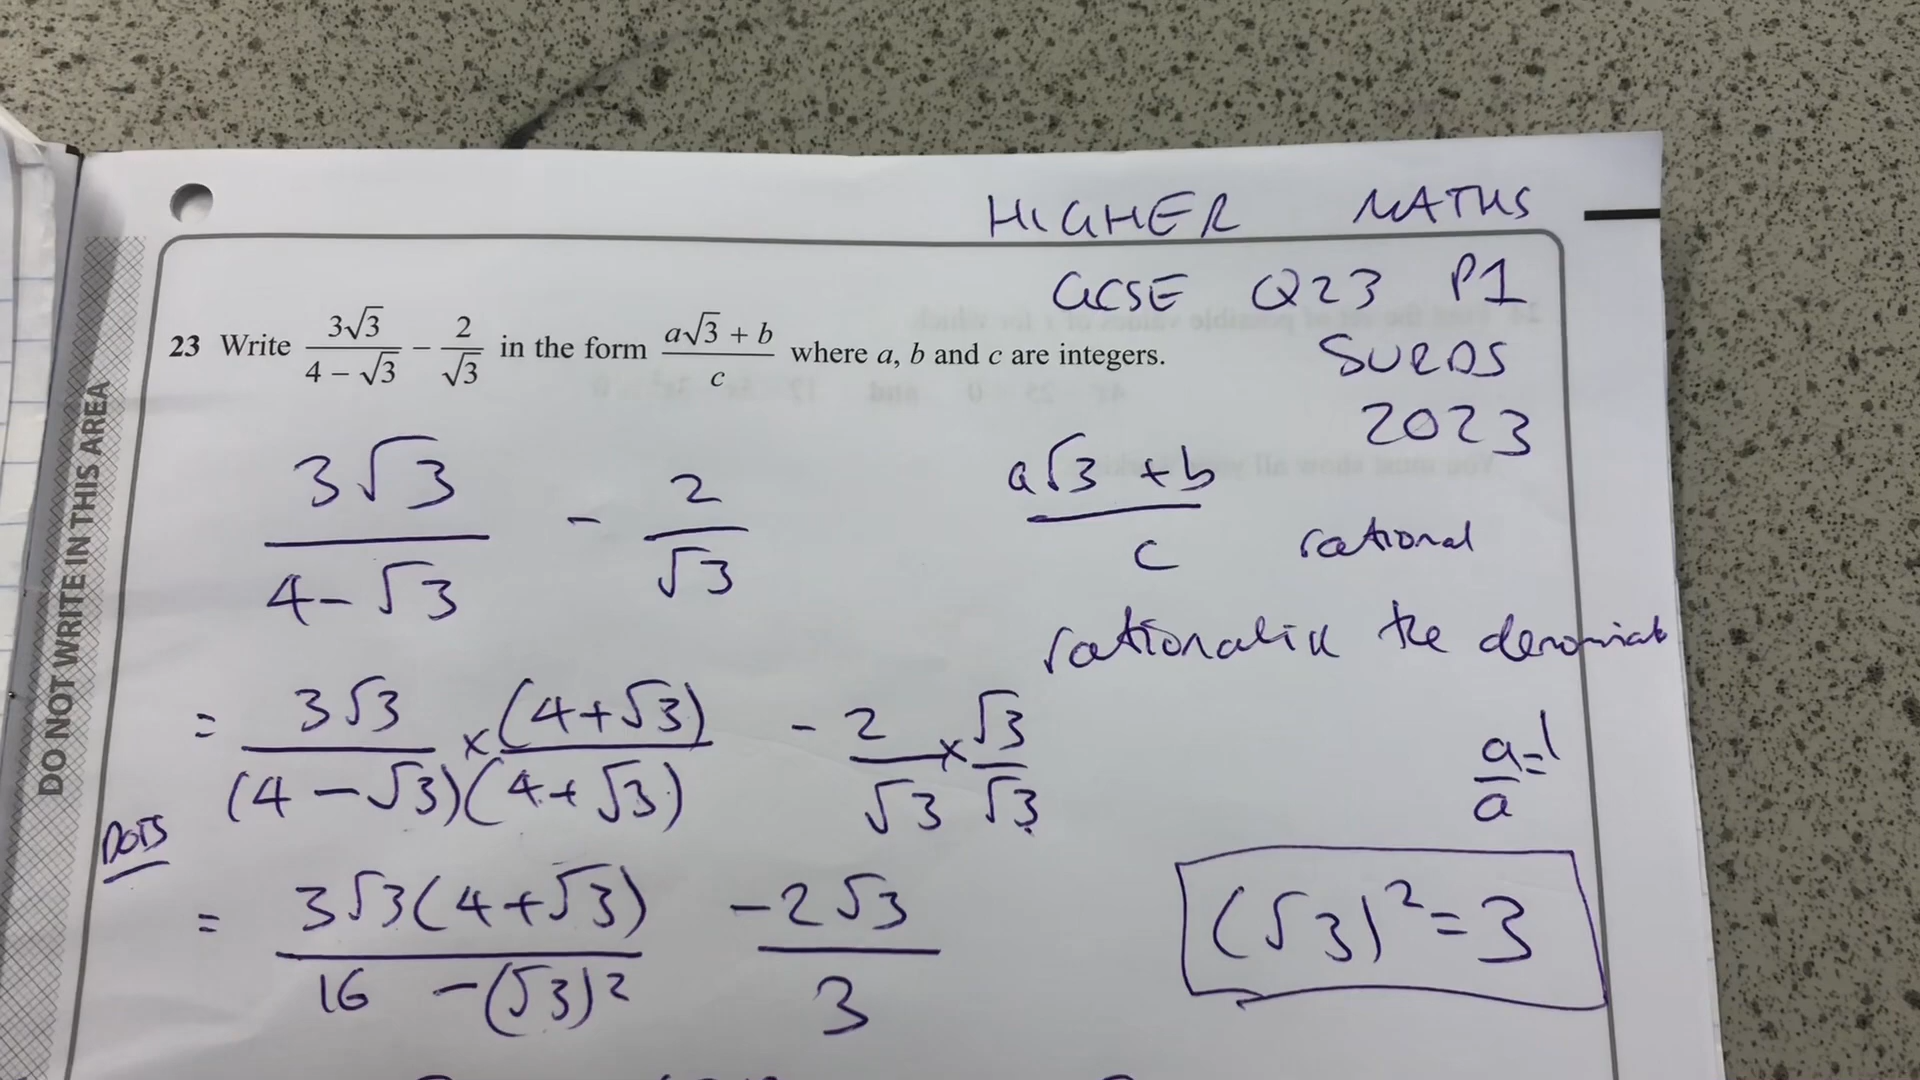 HIGHER MATHS
GCSE Q23 P1
SURDS
2023
DO NOT WRITE IN THIS AREA
23 Write 3√3 / (4 − √3) − 2/√3 in the form (a√3 + b) / c where a, b and c are integers.
3√3 / (4 − √3) − 2/√3
(a√3 + b) / c
rational
rationalise the
= 3√3 / (4 − √3) × (4 + √3) / (4 + √3) − 2/√3 × √3/√3
a/a = 1
DOTS
= 3√3(4 + √3) / (16 − (√3)²) − 2√3 / 3
(√3)² = 3